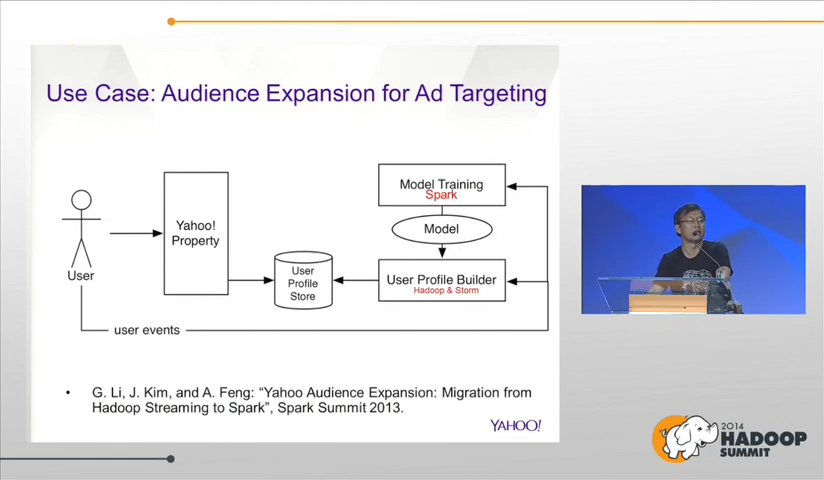 Use Case: Audience Expansion for Ad Targeting
Model Training
Spark
Yahoo!
Property
Model
User
User
Profile
Store
User Profile Builder
Hadoop & Storm
user events
• G. Li, J. Kim, and A. Feng: “Yahoo Audience Expansion: Migration from
Hadoop Streaming to Spark”, Spark Summit 2013.
YAHOO!
2014
HADOOP
SUMMIT